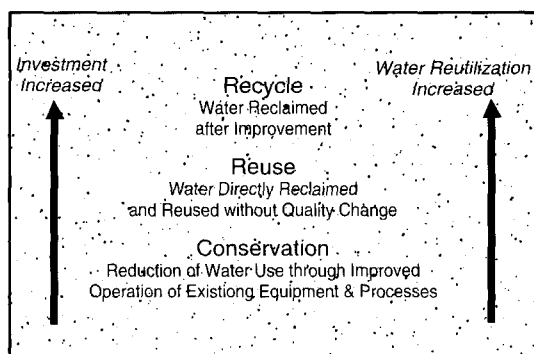 Investment
Increased
Water Reutilization
Increased
Recycle
Water Reclaimed
after Improvement
Reuse
Water Directly Reclaimed
and Reused without Quality Change
Conservation
Reduction of Water Use through Improved
Operation of Existiong Equipment & Processes